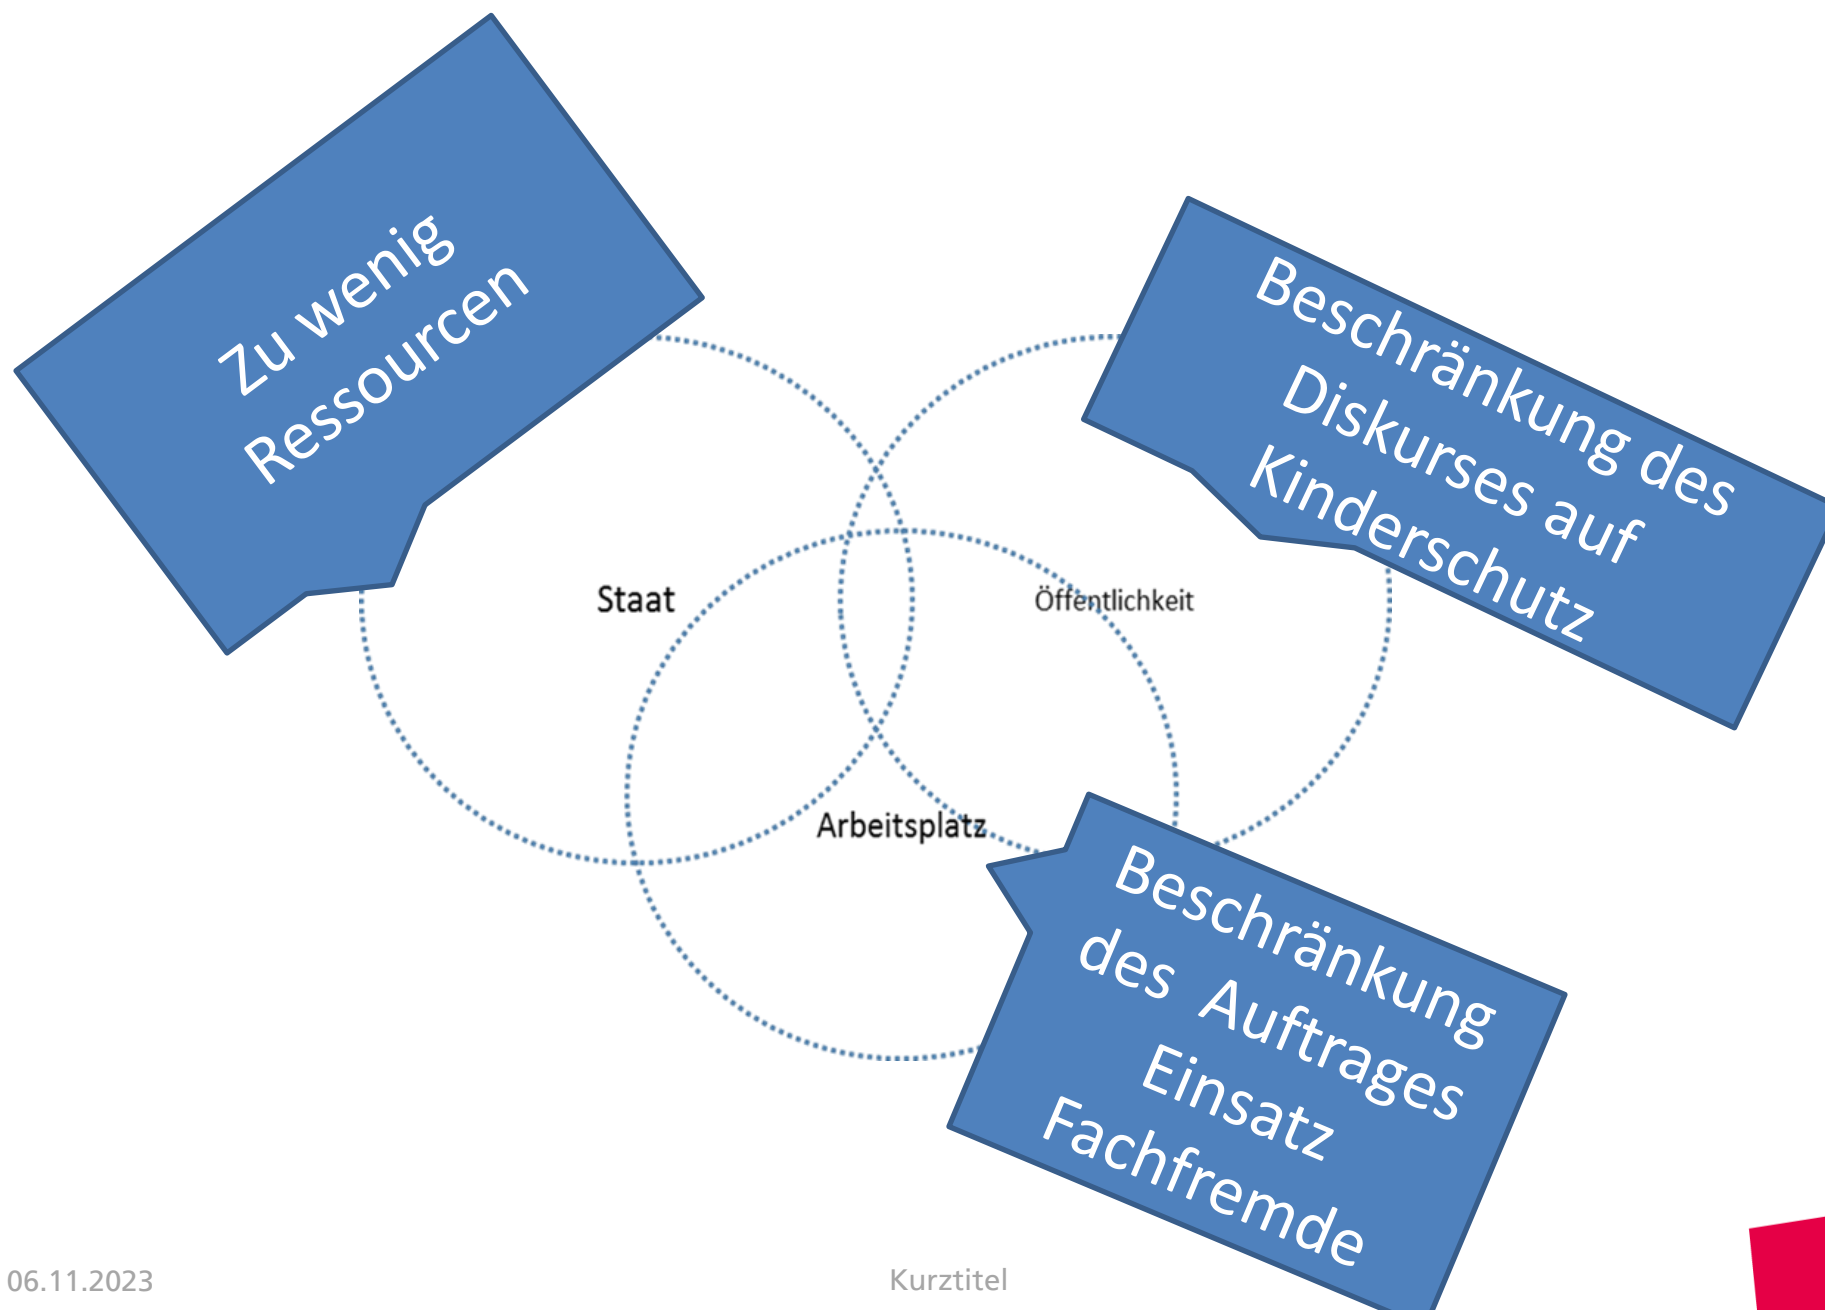 Zu wenig
Ressourcen
Beschränkung des
Diskurses auf
Kinderschutz
Staat
Öffentlichkeit
Arbeitsplatz
Beschränkung
des Auftrages
Einsatz
Fachfremde
06.11.2023
Kurztitel